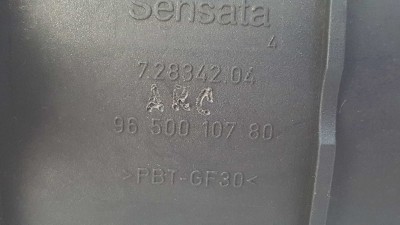 Sensata
4
7.28342.04
ARC
96 500 107 80
>PBT-GF30<